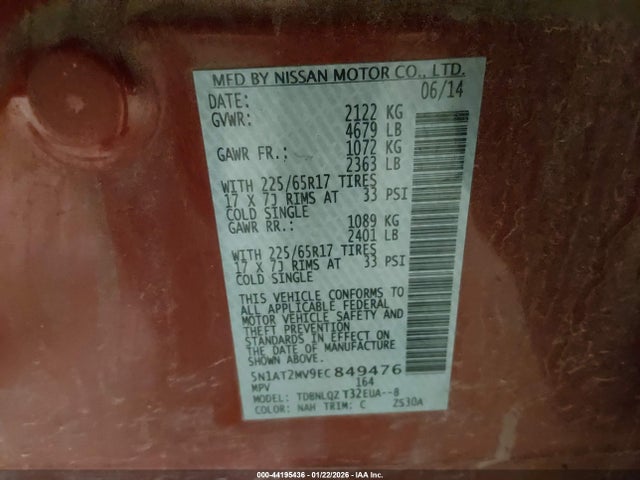 MFD BY NISSAN MOTOR CO., LTD.
DATE: 06/14
GVWR: 2122 KG
4679 LB
GAWR FR.: 1072 KG
2363 LB
WITH 225/65R17 TIRES
17 X 7J RIMS AT 33 PSI
COLD SINGLE
GAWR RR.: 1089 KG
2401 LB
WITH 225/65R17 TIRES
17 X 7J RIMS AT 33 PSI
COLD SINGLE
THIS VEHICLE CONFORMS TO
ALL APPLICABLE FEDERAL
MOTOR VEHICLE SAFETY AND
THEFT PREVENTION
STANDARDS IN EFFECT ON
THE DATE OF MANUFACTURE
SHOWN ABOVE.
5N1AT2MV9EC849476
MPV 164
MODEL: TDBNLQZ T32EUA--B
COLOR: NAH TRIM: C 2S30A
000-44195436 - 01/22/2026 - IAA Inc.